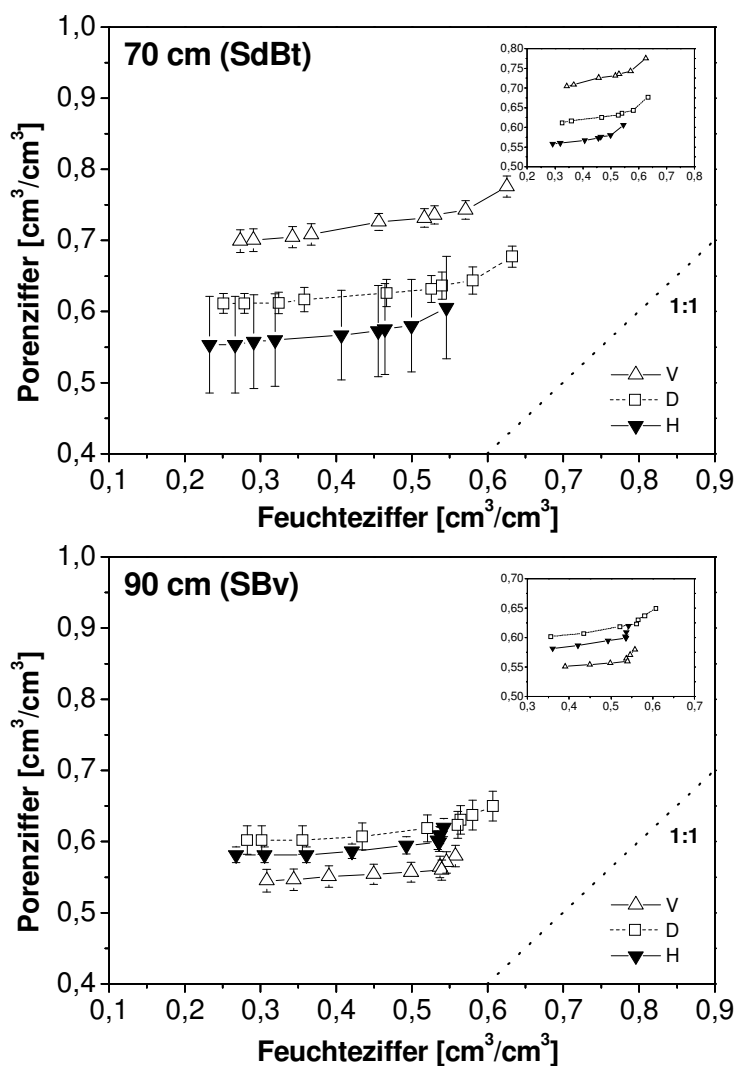 70 cm (SdBt)
Porenziffer [cm³/cm³]
1,0
0,9
0,8
0,7
0,6
0,5
0,4
0,80
0,75
0,70
0,65
0,60
0,55
0,50
0,2 0,3 0,4 0,5 0,6 0,7 0,8
1:1
V
D
H
0,1 0,2 0,3 0,4 0,5 0,6 0,7 0,8 0,9
Feuchteziffer [cm³/cm³]
90 cm (SBv)
Porenziffer [cm³/cm³]
1,0
0,9
0,8
0,7
0,6
0,5
0,4
0,70
0,65
0,60
0,55
0,50
0,3 0,4 0,5 0,6 0,7
1:1
V
D
H
0,1 0,2 0,3 0,4 0,5 0,6 0,7 0,8 0,9
Feuchteziffer [cm³/cm³]